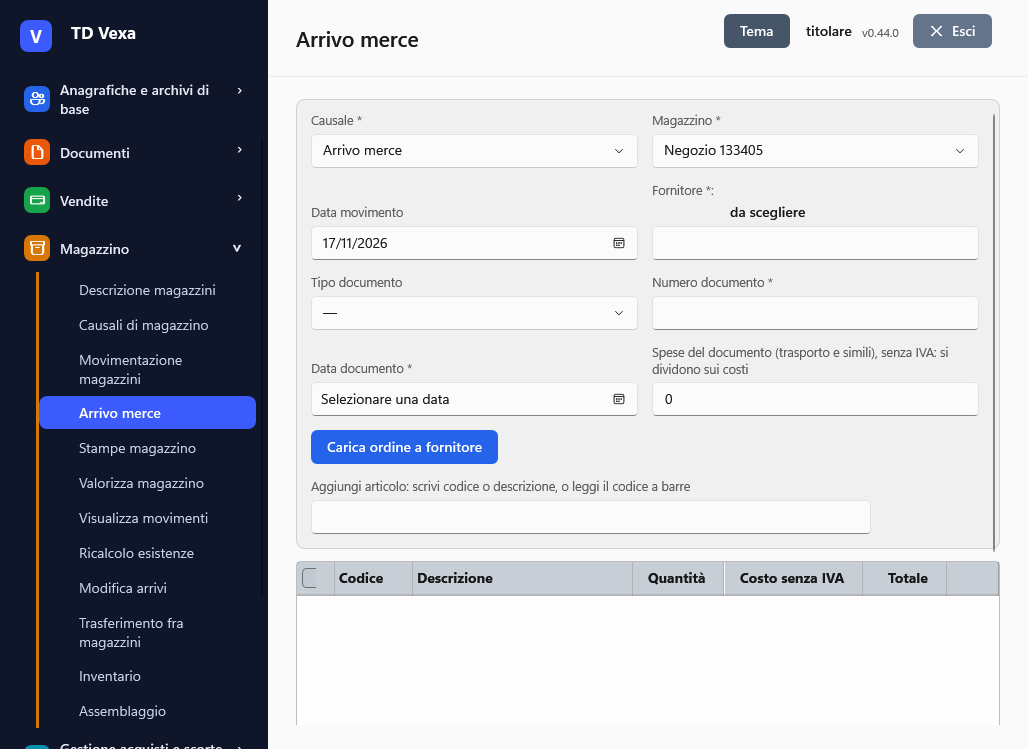 V
TD Vexa
Anagrafiche e archivi di
base
Documenti
Vendite
Magazzino
Descrizione magazzini
Causali di magazzino
Movimentazione
magazzini
Arrivo merce
Stampe magazzino
Valorizza magazzino
Visualizza movimenti
Ricalcolo esistenze
Modifica arrivi
Trasferimento fra
magazzini
Inventario
Assemblaggio
Gestione acquisti e scorte
Arrivo merce
Tema
titolare
v0.44.0
Esci
Causale *
Magazzino *
Arrivo merce
Negozio 133405
Data movimento
Fornitore *:
da scegliere
17/11/2026
Tipo documento
Numero documento *
—
Data documento *
Spese del documento (trasporto e simili), senza IVA: si
dividono sui costi
Selezionare una data
0
Carica ordine a fornitore
Aggiungi articolo: scrivi codice o descrizione, o leggi il codice a barre
Codice
Descrizione
Quantità
Costo senza IVA
Totale